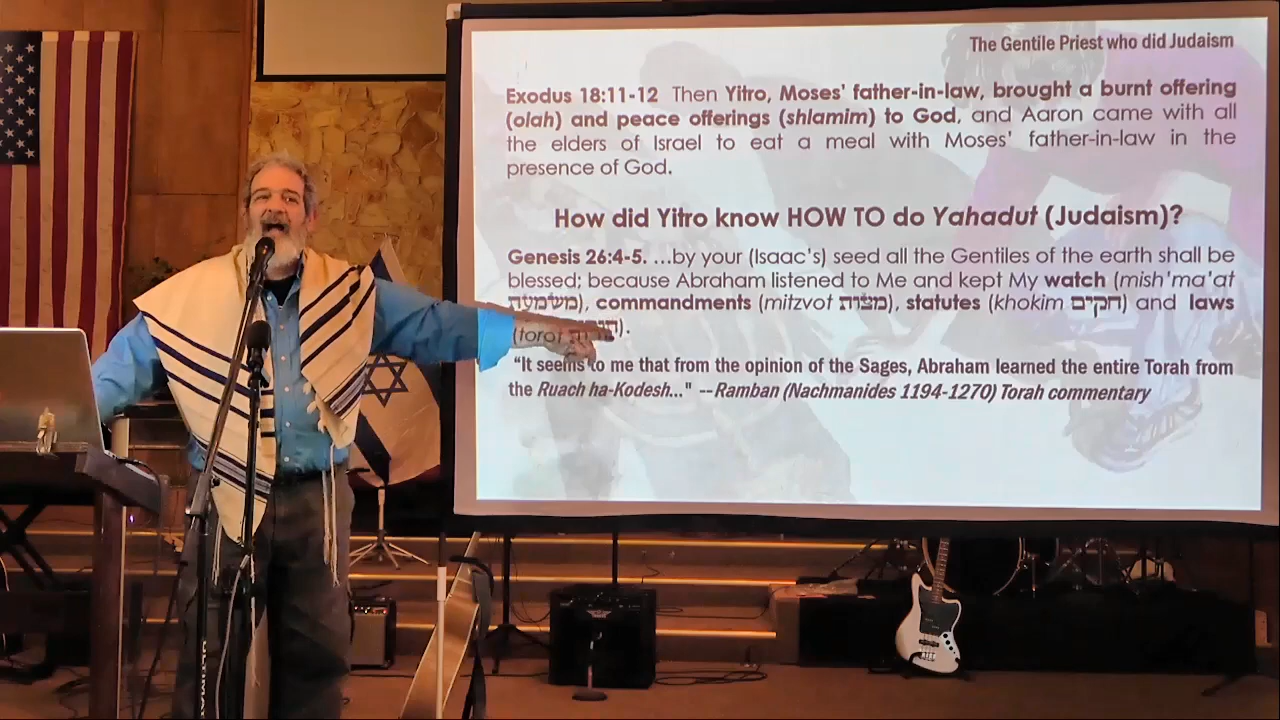 The Gentile Priest who did Judaism
Exodus 18:11-12 Then Yitro, Moses' father-in-law, brought a burnt offering
(olah) and peace offerings (shlamim) to God, and Aaron came with all
the elders of Israel to eat a meal with Moses' father-in-law in the
presence of God.
How did Yitro know HOW TO do Yahadut (Judaism)?
Genesis 26:4-5. ...by your (Isaac's) seed all the Gentiles of the earth shall be
blessed; because Abraham listened to Me and kept My watch (mish'ma'at
משמעת), commandments (mitzvot מצות), statutes (khokim חקים) and laws
(torot
"It seems to me that from the opinion of the Sages, Abraham learned the entire Torah from
the Ruach ha-Kodesh..." --Ramban (Nachmanides 1194-1270) Torah commentary